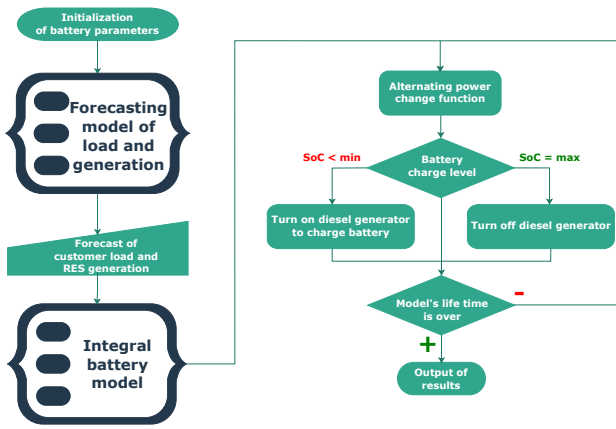 Initialization
of battery parameters
Forecasting
model of
load and
generation
Forecast of
customer load and
RES generation
Integral
battery
model
Alternating power
change function
SoC < min
Battery
charge level
SoC = max
Turn on diesel generator
to charge battery
Turn off diesel generator
Model's life time
is over
-
+
Output of
results